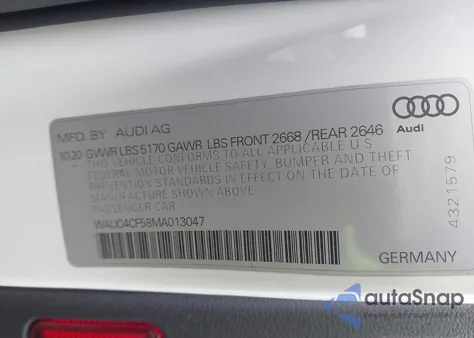 MFD. BY AUDI AG
10.20 GVWR LBS 5170 GAWR LBS FRONT 2668 /REAR 2646
THIS VEHICLE CONFORMS TO ALL APPLICABLE U S
FEDERAL MOTOR VEHICLE SAFETY, BUMPER AND THEFT
PREVENTION STANDARDS IN EFFECT ON THE DATE OF
MANUFACTURE SHOWN ABOVE
PASSENGER CAR
WAUC4CF58MA013047
Audi
4321579
GERMANY
autoSnap